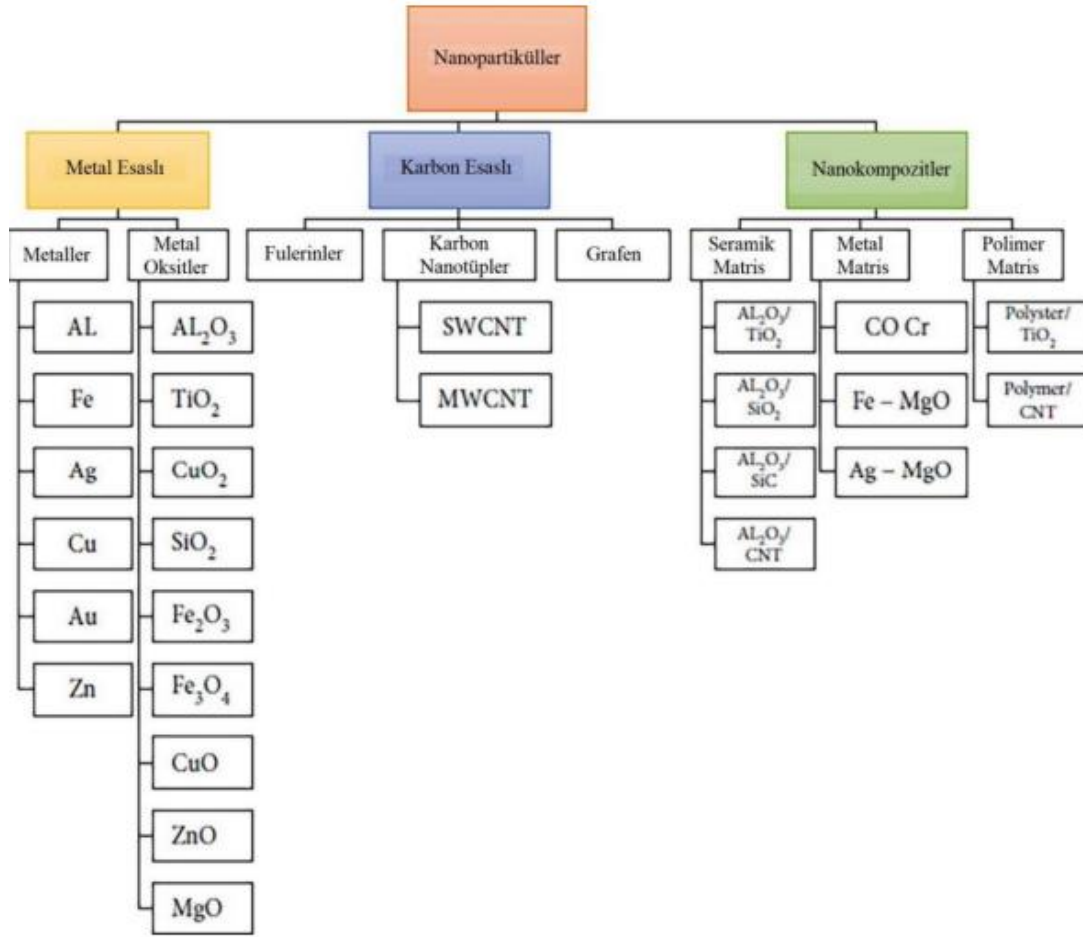 Nanopartiküller
Metal Esaslı
Karbon Esaslı
Nanokompozitler
Metaller
Metal
Oksitler
Fulerinler
Karbon
Nanotüpler
Grafen
Seramik
Matris
Metal
Matris
Polimer
Matris
AL
Fe
Ag
Cu
Au
Zn
AL₂O₃
TiO₂
CuO₂
SiO₂
Fe₂O₃
Fe₃O₄
CuO
ZnO
MgO
SWCNT
MWCNT
AL₂O₃/
TiO₂
AL₂O₃/
SiO₂
AL₂O₃/
SiC
AL₂O₃/
CNT
CO Cr
Fe – MgO
Ag – MgO
Polyster/
TiO₂
Polymer/
CNT